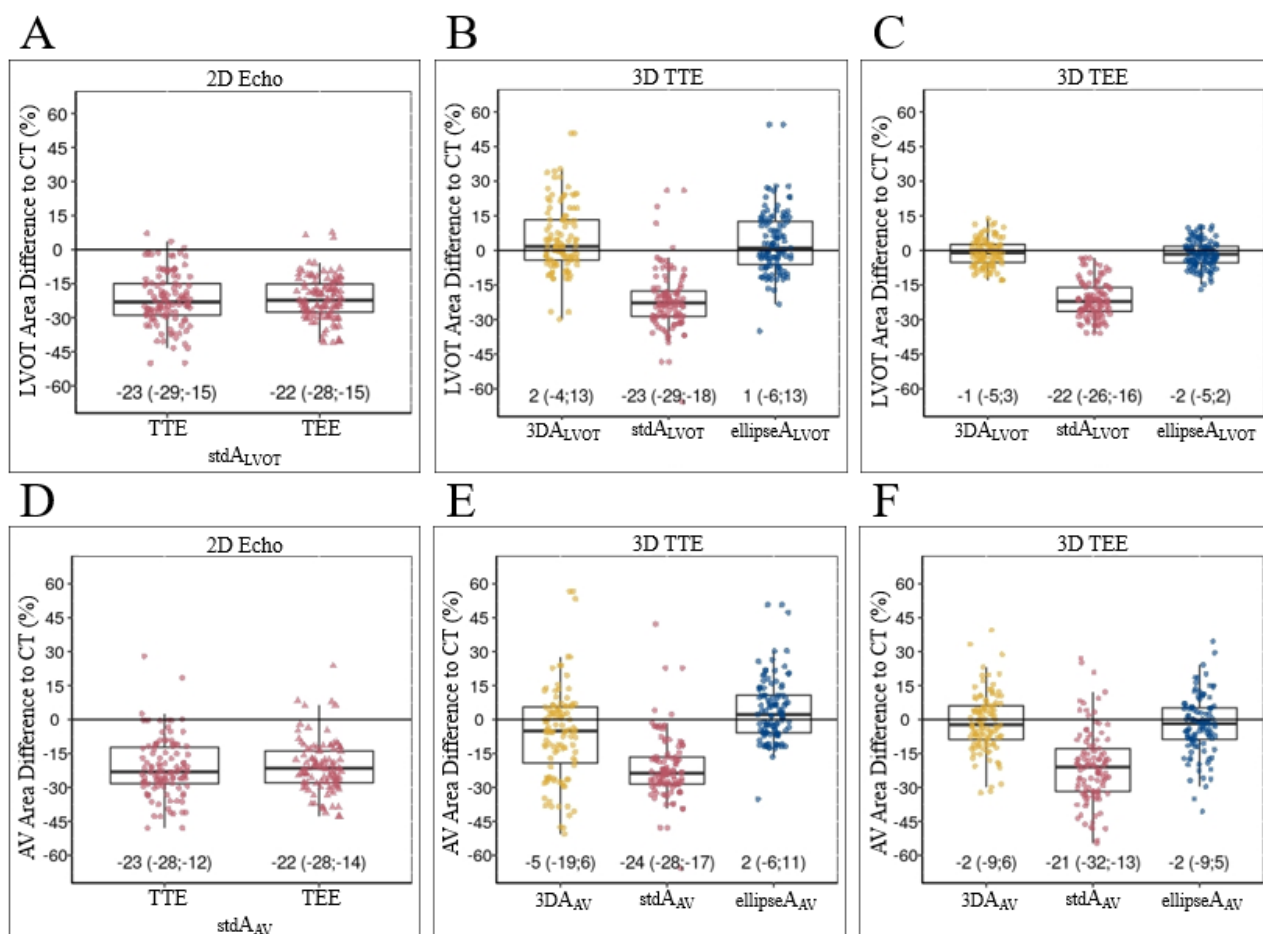 A
2D Echo
LVOT Area Difference to CT (%)
60
45
30
15
0
-15
-30
-45
-60
-23 (-29;-15) -22 (-28;-15)
TTE TEE
stdALVOT
B
3D TTE
LVOT Area Difference to CT (%)
60
45
30
15
0
-15
-30
-45
-60
2 (-4;13) -23 (-29;-18) 1 (-6;13)
3DALVOT stdALVOT ellipseALVOT
C
3D TEE
LVOT Area Difference to CT (%)
60
45
30
15
0
-15
-30
-45
-60
-1 (-5;3) -22 (-26;-16) -2 (-5;2)
3DALVOT stdALVOT ellipseALVOT
D
2D Echo
AV Area Difference to CT (%)
60
45
30
15
0
-15
-30
-45
-60
-23 (-28;-12) -22 (-28;-14)
TTE TEE
stdAAV
E
3D TTE
AV Area Difference to CT (%)
60
45
30
15
0
-15
-30
-45
-60
-5 (-19;6) -24 (-28;-17) 2 (-6;11)
3DAAV stdAAV ellipseAAV
F
3D TEE
AV Area Difference to CT (%)
60
45
30
15
0
-15
-30
-45
-60
-2 (-9;6) -21 (-32;-13) -2 (-9;5)
3DAAV stdAAV ellipseAAV